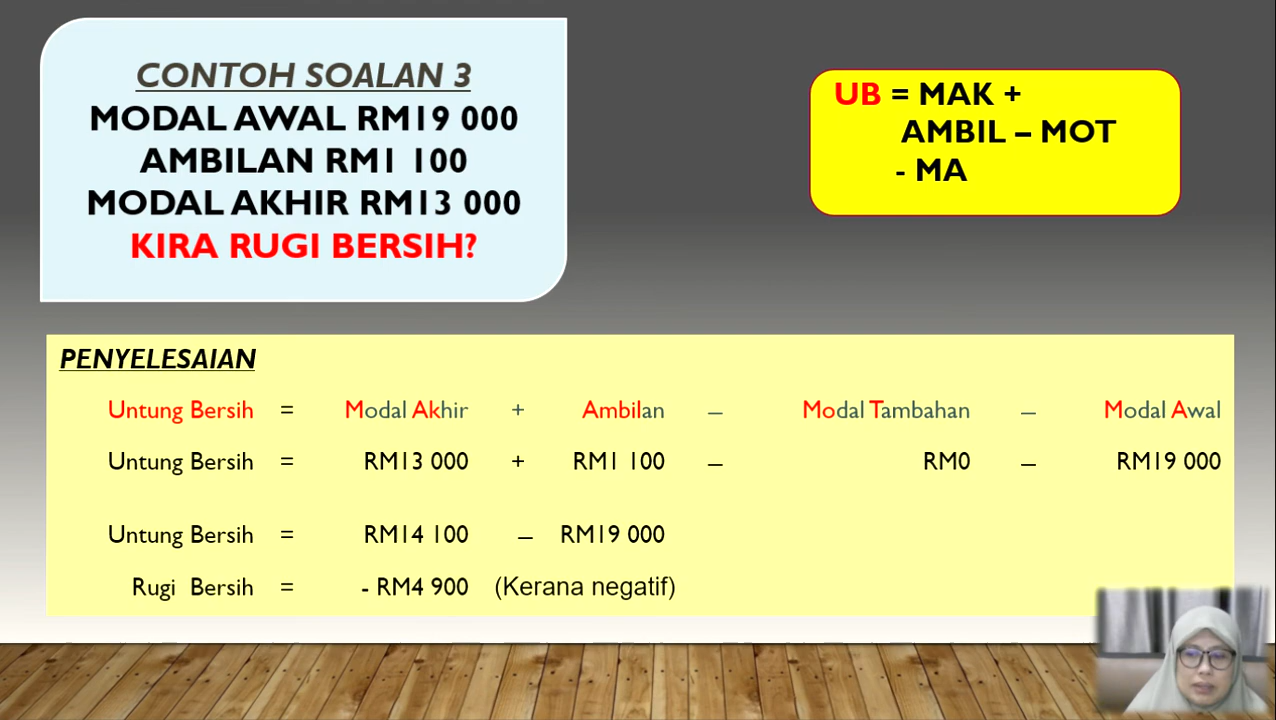 CONTOH SOALAN 3
MODAL AWAL RM19 000
AMBILAN RM1 100
MODAL AKHIR RM13 000
KIRA RUGI BERSIH?
UB = MAK +
AMBIL – MOT
- MA
PENYELESAIAN
Untung Bersih = Modal Akhir + Ambilan – Modal Tambahan – Modal Awal
Untung Bersih = RM13 000 + RM1 100 – RM0 – RM19 000
Untung Bersih = RM14 100 – RM19 000
Rugi Bersih = - RM4 900 (Kerana negatif)